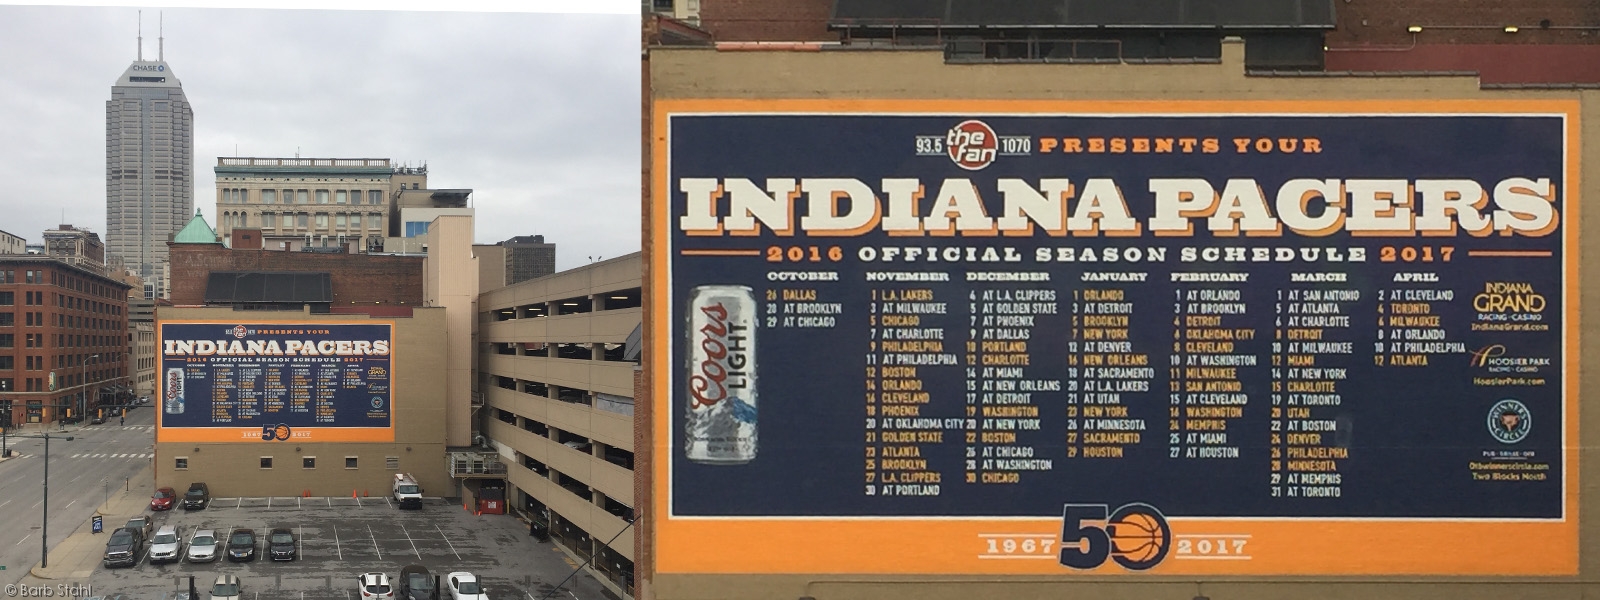 CHASE
© Barb Stahl
93.5 the fan 1070 PRESENTS YOUR
INDIANA PACERS
2016 OFFICIAL SEASON SCHEDULE 2017
Coors LIGHT
OCTOBER
26 DALLAS
28 AT BROOKLYN
29 AT CHICAGO
NOVEMBER
1 L.A. LAKERS
3 AT MILWAUKEE
5 CHICAGO
7 AT CHARLOTTE
9 PHILADELPHIA
11 AT PHILADELPHIA
12 BOSTON
14 ORLANDO
16 CLEVELAND
18 PHOENIX
20 AT OKLAHOMA CITY
21 GOLDEN STATE
23 ATLANTA
25 BROOKLYN
27 L.A. CLIPPERS
30 AT PORTLAND
DECEMBER
4 AT L.A. CLIPPERS
5 AT GOLDEN STATE
7 AT PHOENIX
9 AT DALLAS
10 PORTLAND
12 CHARLOTTE
14 AT MIAMI
15 AT NEW ORLEANS
17 AT DETROIT
19 WASHINGTON
20 AT NEW YORK
22 BOSTON
26 AT CHICAGO
28 AT WASHINGTON
30 CHICAGO
JANUARY
1 ORLANDO
3 AT DETROIT
5 BROOKLYN
7 NEW YORK
12 AT DENVER
16 NEW ORLEANS
18 AT SACRAMENTO
20 AT L.A. LAKERS
21 AT UTAH
23 NEW YORK
26 AT MINNESOTA
27 SACRAMENTO
29 HOUSTON
FEBRUARY
1 AT ORLANDO
3 AT BROOKLYN
4 DETROIT
6 OKLAHOMA CITY
8 CLEVELAND
10 AT WASHINGTON
11 MILWAUKEE
13 SAN ANTONIO
15 AT CLEVELAND
16 WASHINGTON
24 MEMPHIS
25 AT MIAMI
27 AT HOUSTON
MARCH
1 AT SAN ANTONIO
5 AT ATLANTA
6 AT CHARLOTTE
8 DETROIT
10 AT MILWAUKEE
12 MIAMI
14 AT NEW YORK
15 CHARLOTTE
19 AT TORONTO
20 UTAH
22 AT BOSTON
24 DENVER
26 PHILADELPHIA
28 MINNESOTA
29 AT MEMPHIS
31 AT TORONTO
APRIL
2 AT CLEVELAND
4 TORONTO
6 MILWAUKEE
8 AT ORLANDO
10 AT PHILADELPHIA
12 ATLANTA
INDIANA
GRAND
RACING · CASINO
IndianaGrand.com
HOOSIER PARK
RACING · CASINO
HoosierPark.com
WINNER'S CIRCLE
Otbwinnerscircle.com
Two Blocks North
1967 50 2017